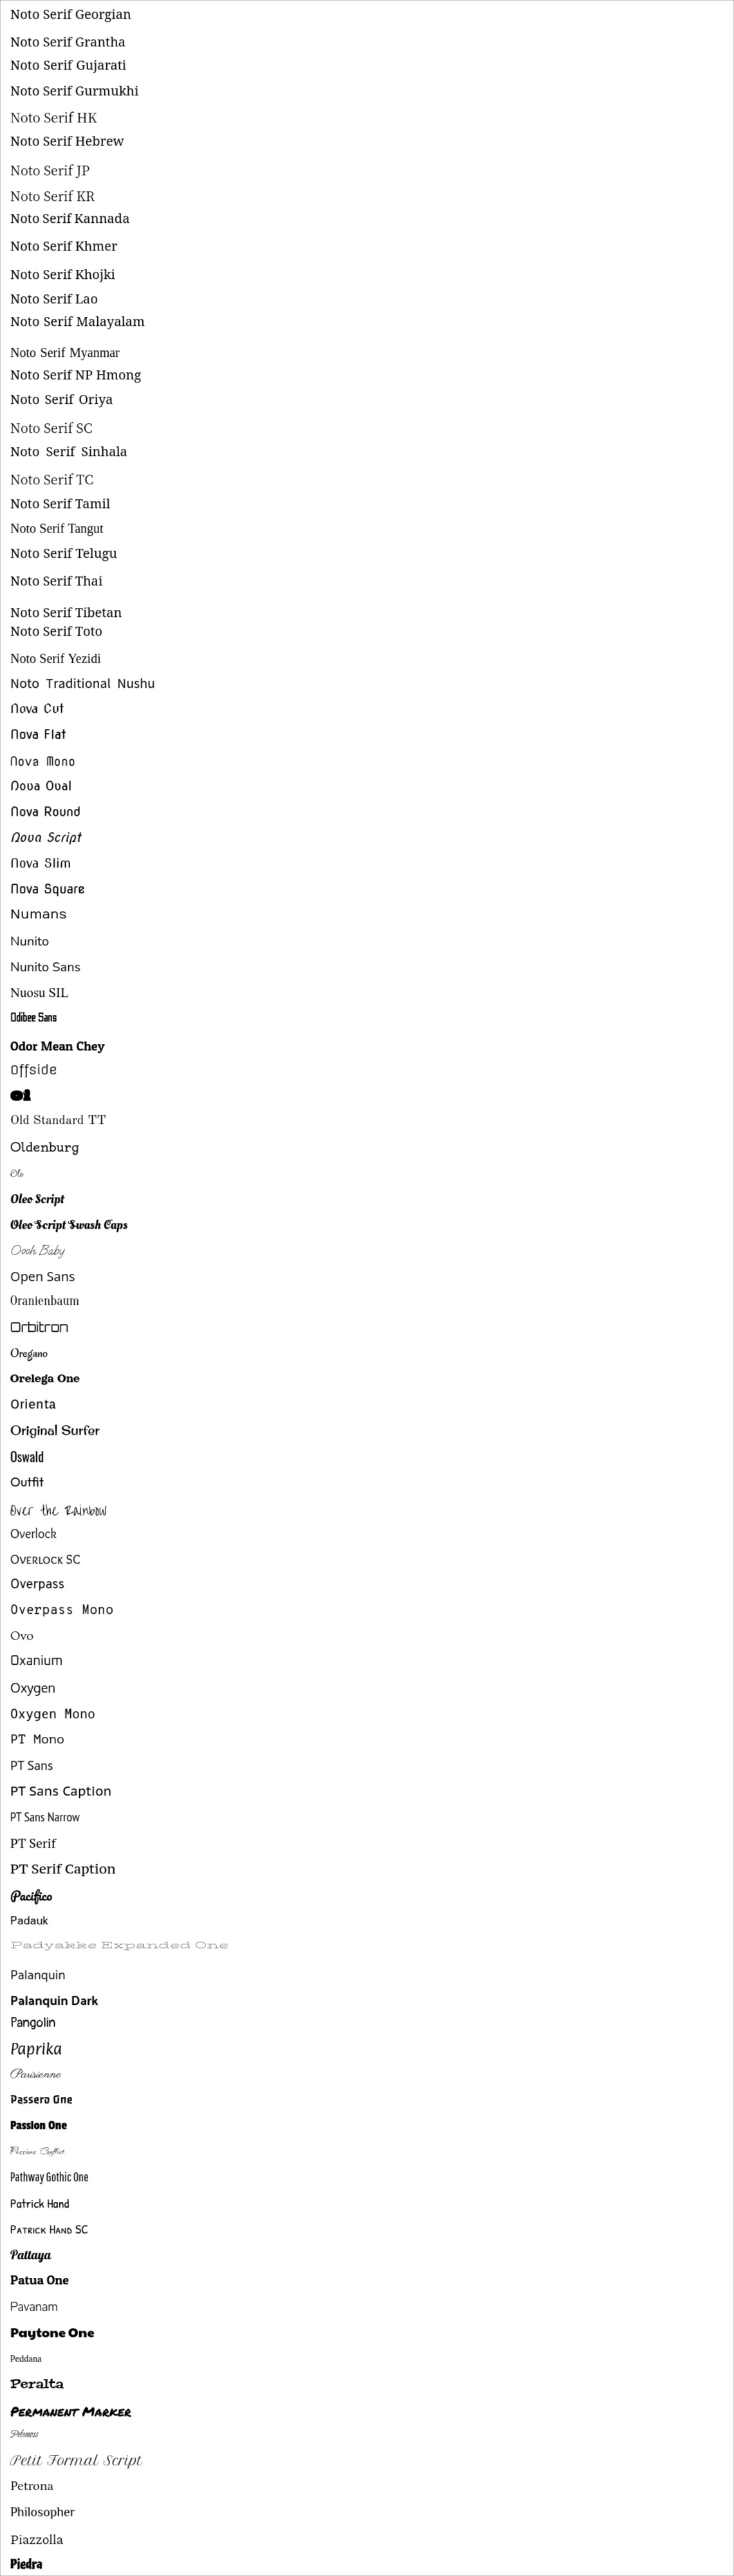 Noto Serif Georgian
Noto Serif Grantha
Noto Serif Gujarati
Noto Serif Gurmukhi
Noto Serif HK
Noto Serif Hebrew
Noto Serif JP
Noto Serif KR
Noto Serif Kannada
Noto Serif Khmer
Noto Serif Khojki
Noto Serif Lao
Noto Serif Malayalam
Noto Serif Myanmar
Noto Serif NP Hmong
Noto Serif Oriya
Noto Serif SC
Noto Serif Sinhala
Noto Serif TC
Noto Serif Tamil
Noto Serif Tangut
Noto Serif Telugu
Noto Serif Thai
Noto Serif Tibetan
Noto Serif Toto
Noto Serif Yezidi
Noto Traditional Nushu
Nova Cut
Nova Flat
Nova Mono
Nova Oval
Nova Round
Nova Script
Nova Slim
Nova Square
Numans
Nunito
Nunito Sans
Nuosu SIL
Odibee Sans
Odor Mean Chey
Offside
Oi
Old Standard TT
Oldenburg
Ole
Oleo Script
Oleo Script Swash Caps
Oooh Baby
Open Sans
Oranienbaum
Orbitron
Oregano
Orelega One
Orienta
Original Surfer
Oswald
Outfit
Over the Rainbow
Overlock
Overlock SC
Overpass
Overpass Mono
Ovo
Oxanium
Oxygen
Oxygen Mono
PT Mono
PT Sans
PT Sans Caption
PT Sans Narrow
PT Serif
PT Serif Caption
Pacifico
Padauk
Padyakke Expanded One
Palanquin
Palanquin Dark
Pangolin
Paprika
Parisienne
Passero One
Passion One
Passions Conflict
Pathway Gothic One
Patrick Hand
Patrick Hand SC
Pattaya
Patua One
Pavanam
Paytone One
Peddana
Peralta
Permanent Marker
Petemoss
Petit Formal Script
Petrona
Philosopher
Piazzolla
Piedra